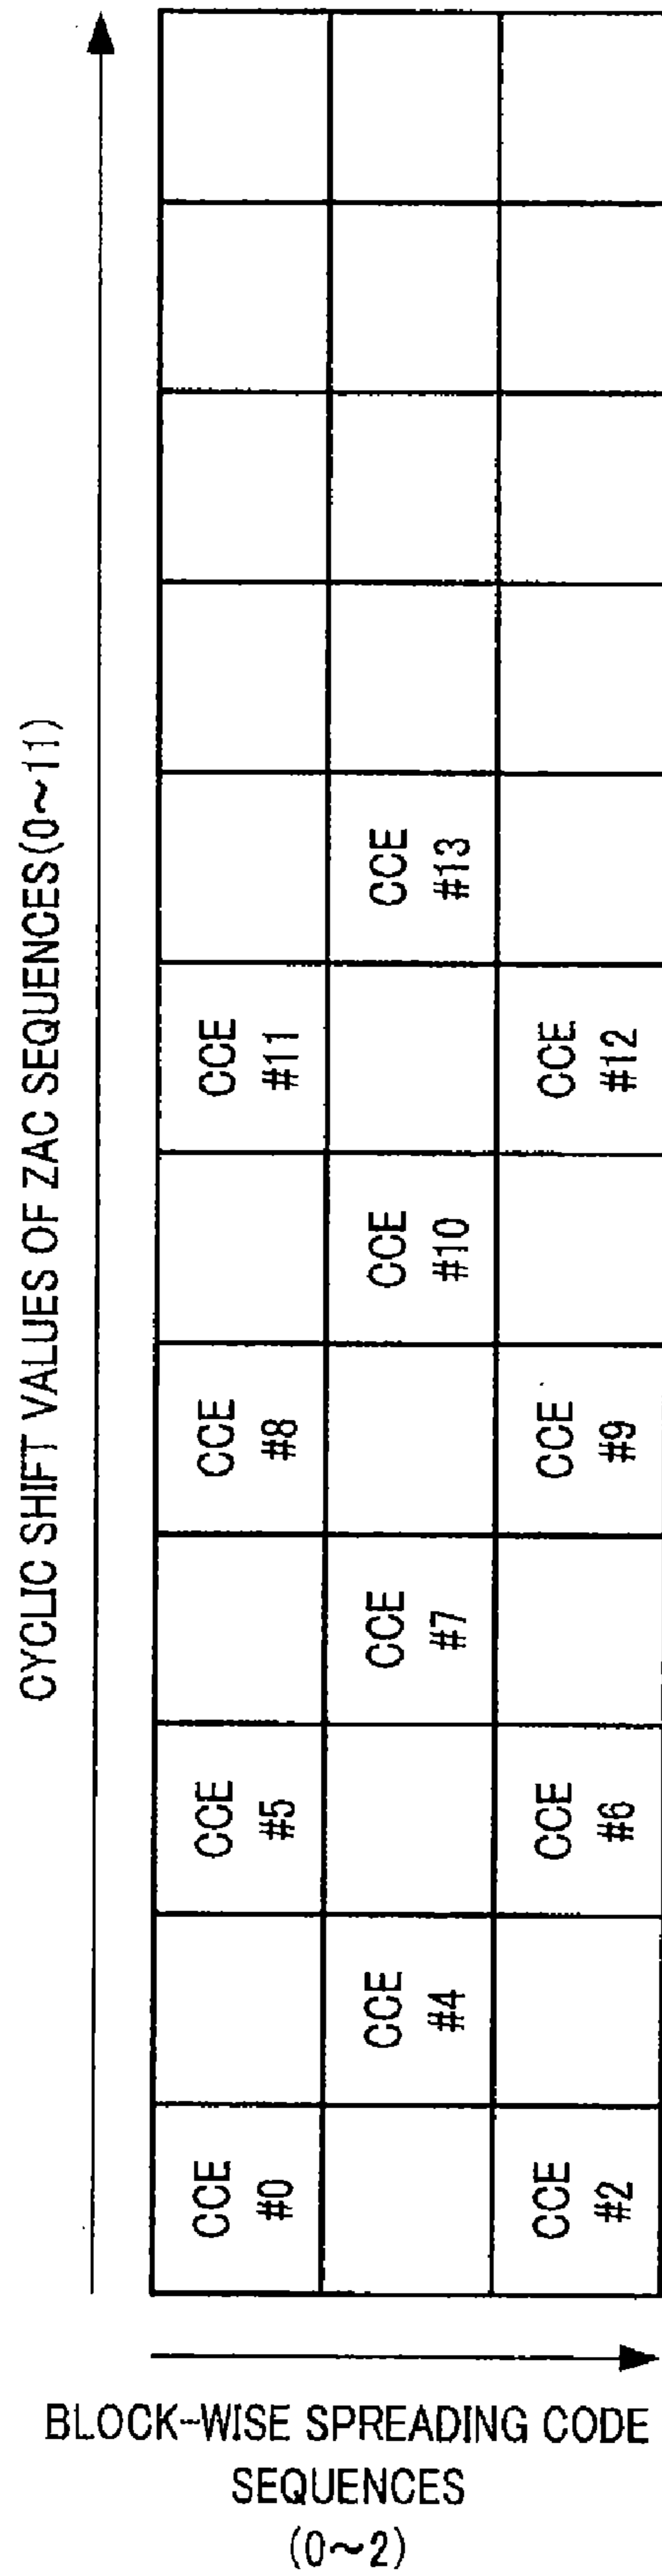 CYCLIC SHIFT VALUES OF ZAC SEQUENCES(0~11)
CCE
#0
CCE
#5
CCE
#8
CCE
#11
CCE
#4
CCE
#7
CCE
#10
CCE
#13
CCE
#2
CCE
#6
CCE
#9
CCE
#12
BLOCK-WISE SPREADING CODE
SEQUENCES
(0~2)